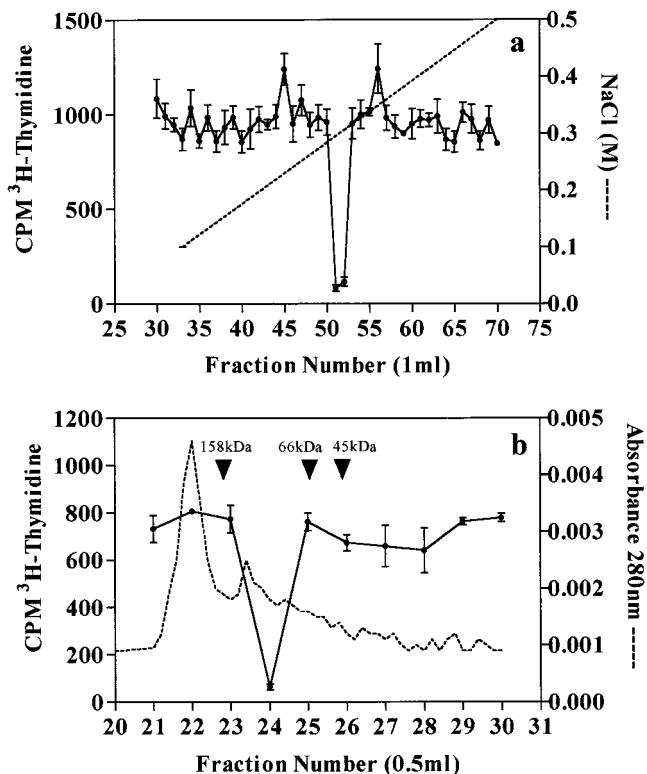 a
1500
1000
500
0
CPM ³H-Thymidine
0.5
0.4
0.3
0.2
0.1
0.0
NaCl (M) -----
25 30 35 40 45 50 55 60 65 70 75
Fraction Number (1ml)
b
158kDa 66kDa 45kDa
1200
1000
800
600
400
200
0
CPM ³H-Thymidine
0.005
0.004
0.003
0.002
0.001
0.000
Absorbance 280nm -----
20 21 22 23 24 25 26 27 28 29 30 31
Fraction Number (0.5ml)